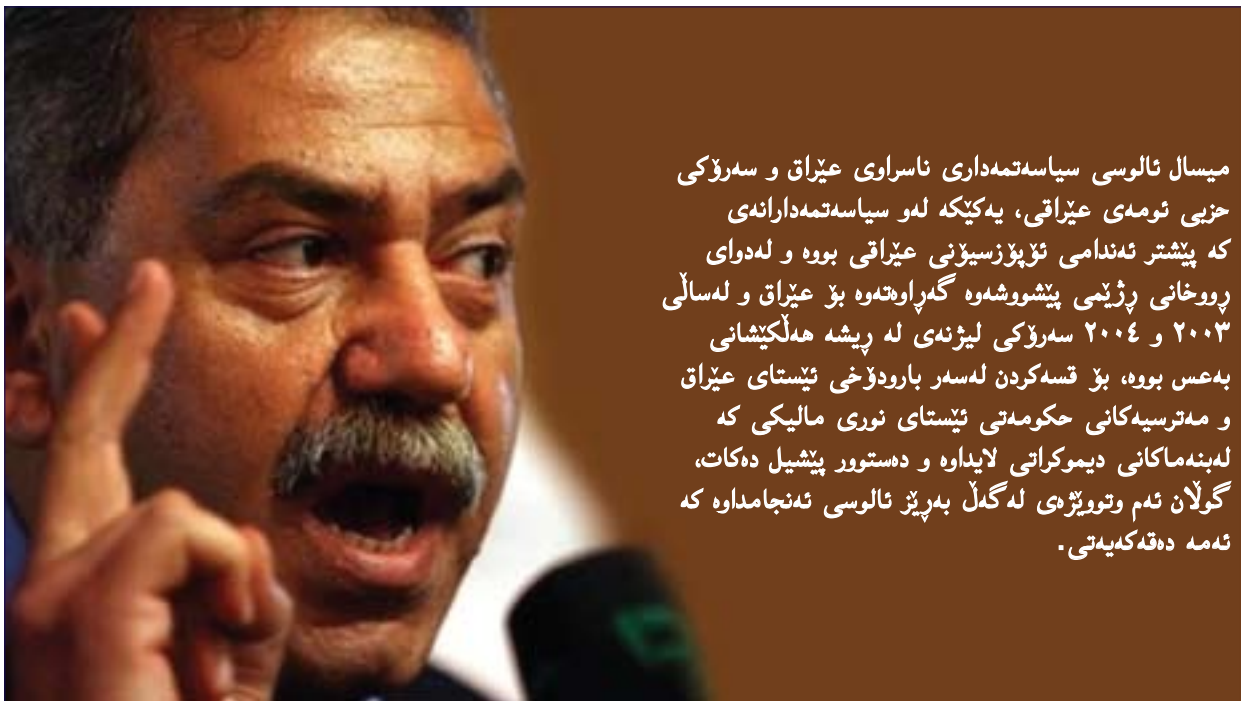 میسال ئالوسی سیاسەتمەداری ناسراوی عێراق و سەرۆکی
حزبی ئومەی عێراقی، یەکێکە لەو سیاسەتمەدارانەی
کە پێشتر ئەندامی ئۆپۆزسیۆنی عێراقی بووە و لەدوای
ڕووخانی ڕژێمی پێشووشەوە گەڕاوەتەوە بۆ عێراق و لەساڵی
٢٠٠٣ و ٢٠٠٤ سەرۆکی لیژنەی لە ڕیشە هەڵکێشانی
بەعس بووە، بۆ قسەکردن لەسەر بارودۆخی ئێستای عێراق
و مەترسیەکانی حکومەتی ئێستای نوری مالیکی کە
لەبنەماکانی دیموکراتی لایداوە و دەستوور پێشیل دەکات،
گوڵان ئەم وتووێژەی لەگەڵ بەڕێز ئالوسی ئەنجامداوە کە
ئەمە دەقەکەیەتی.